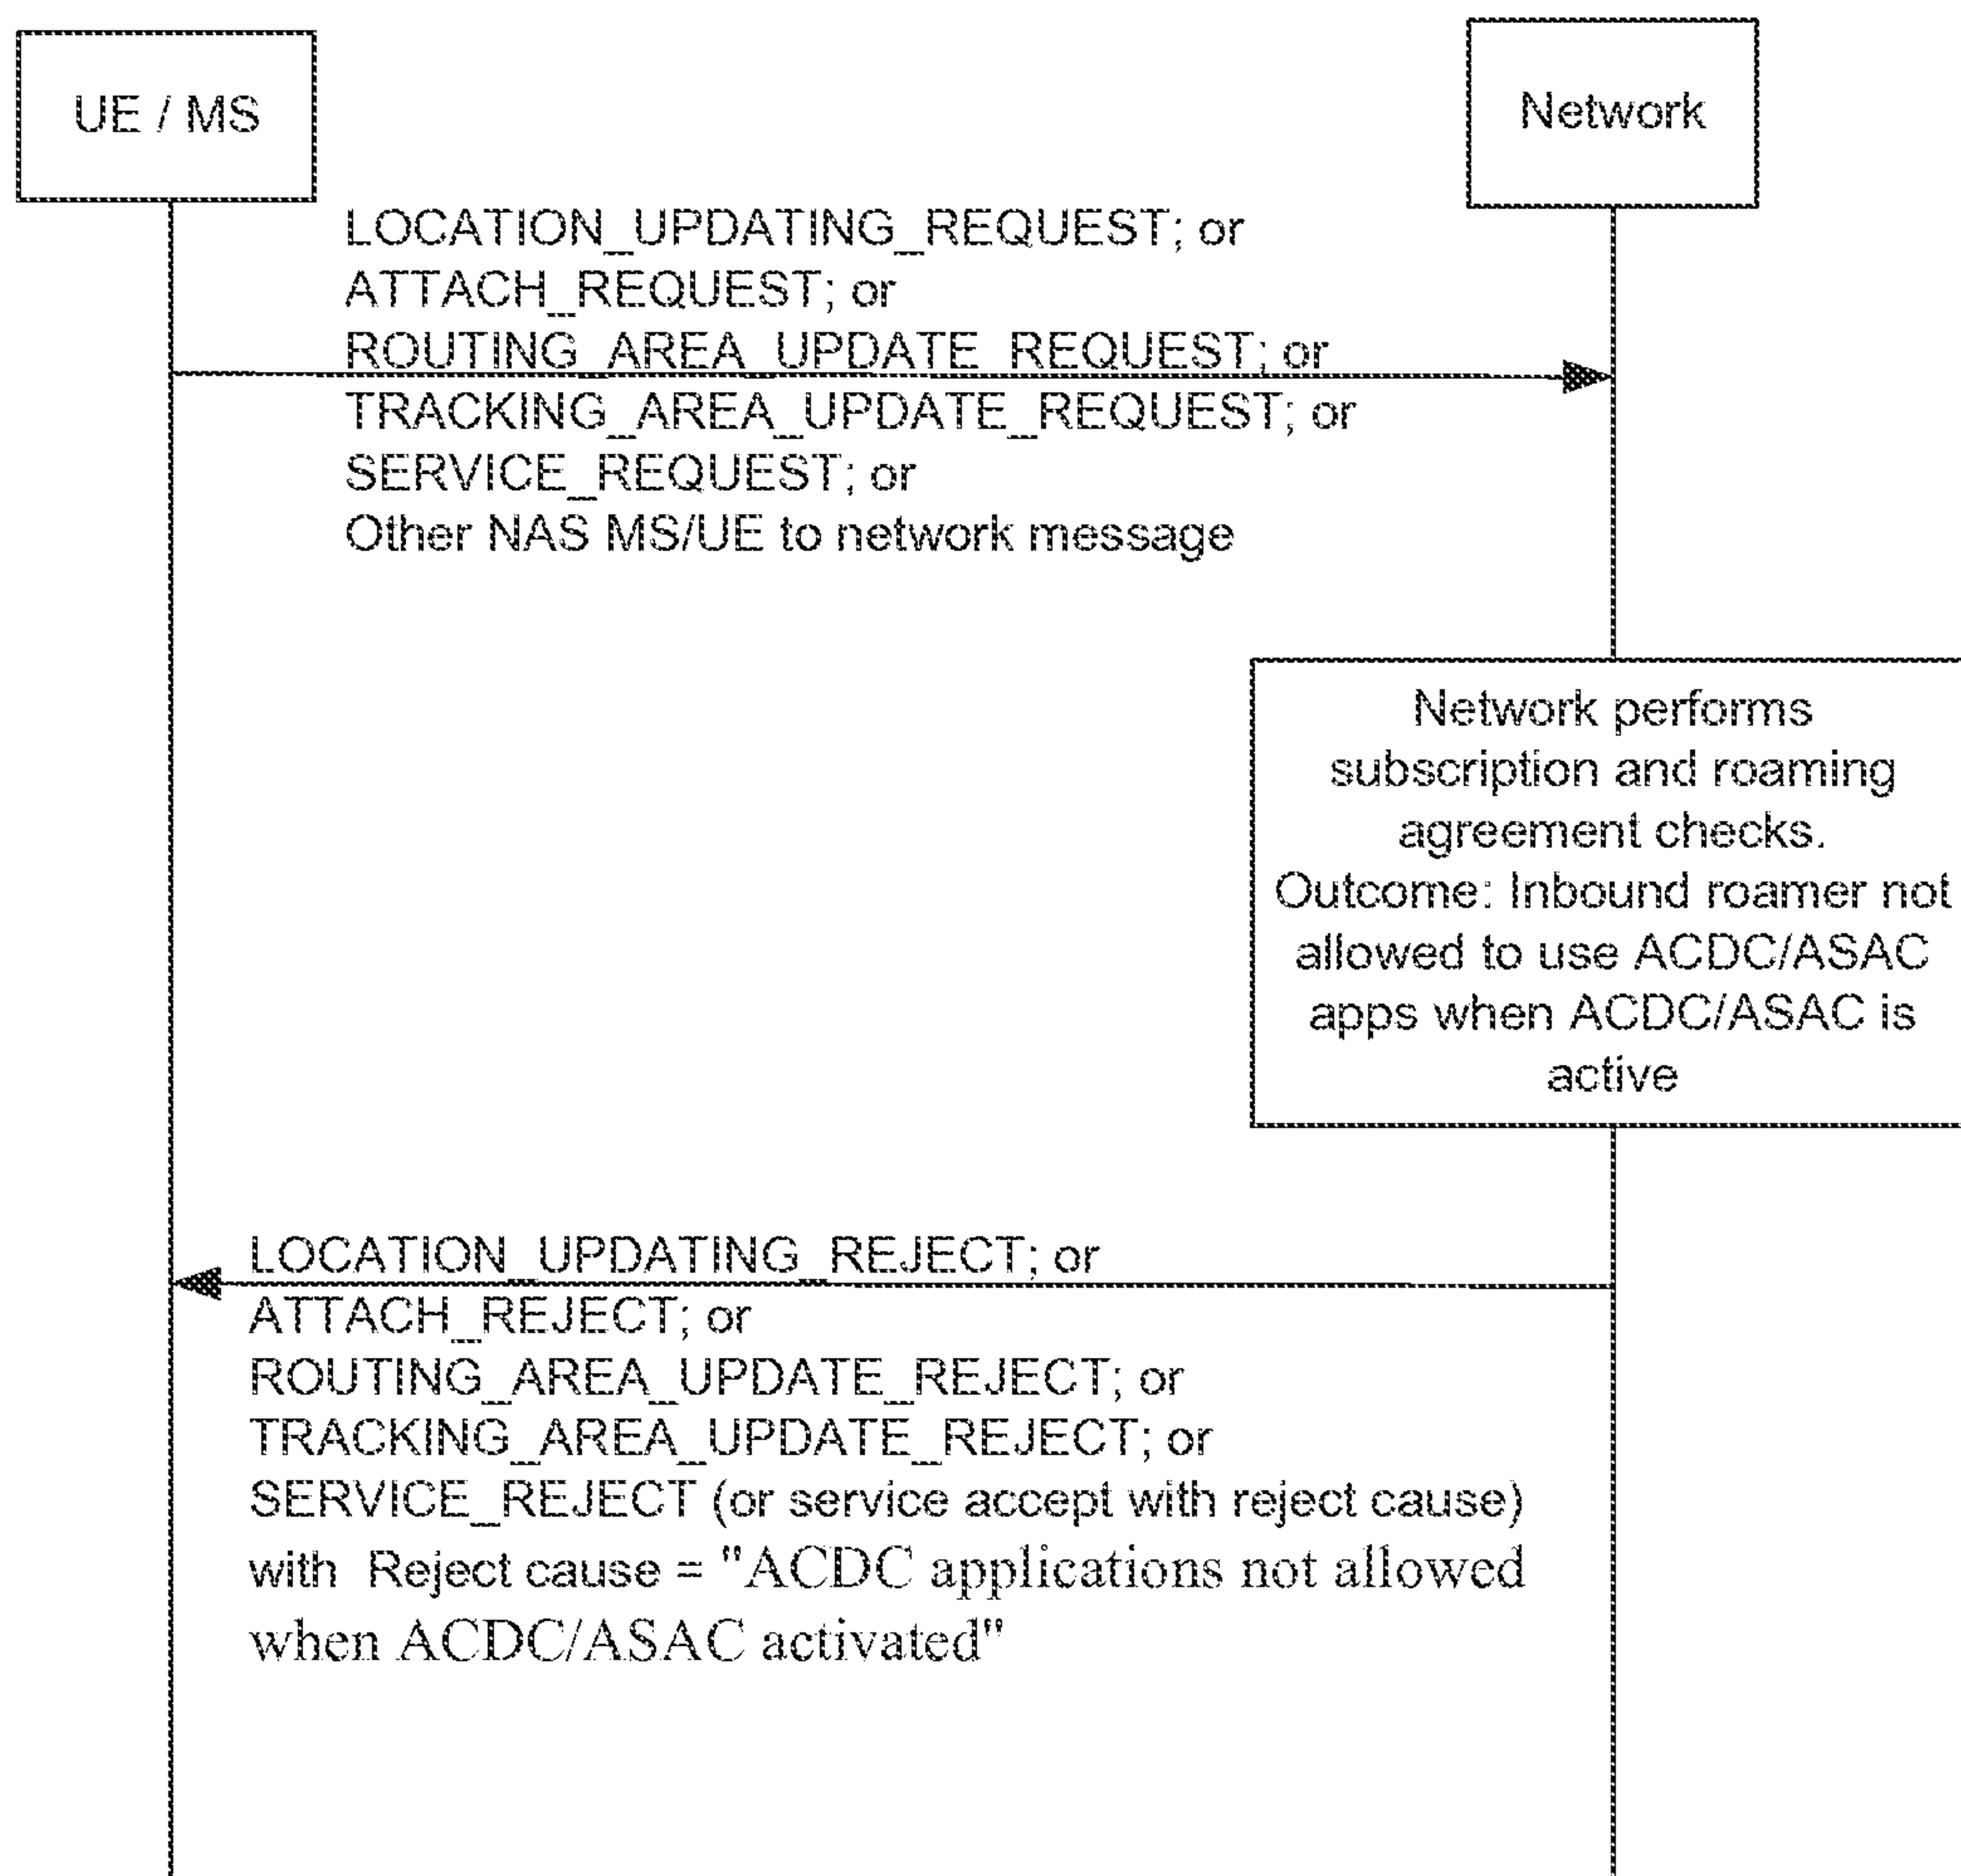 UE / MS
Network
LOCATION_UPDATING_REQUEST; or
ATTACH_REQUEST; or
ROUTING_AREA_UPDATE_REQUEST; or
TRACKING_AREA_UPDATE_REQUEST; or
SERVICE_REQUEST; or
Other NAS MS/UE to network message
Network performs
subscription and roaming
agreement checks.
Outcome: Inbound roamer not
allowed to use ACDC/ASAC
apps when ACDC/ASAC is
active
LOCATION_UPDATING_REJECT; or
ATTACH_REJECT; or
ROUTING_AREA_UPDATE_REJECT; or
TRACKING_AREA_UPDATE_REJECT; or
SERVICE_REJECT (or service accept with reject cause)
with Reject cause = "ACDC applications not allowed
when ACDC/ASAC activated"